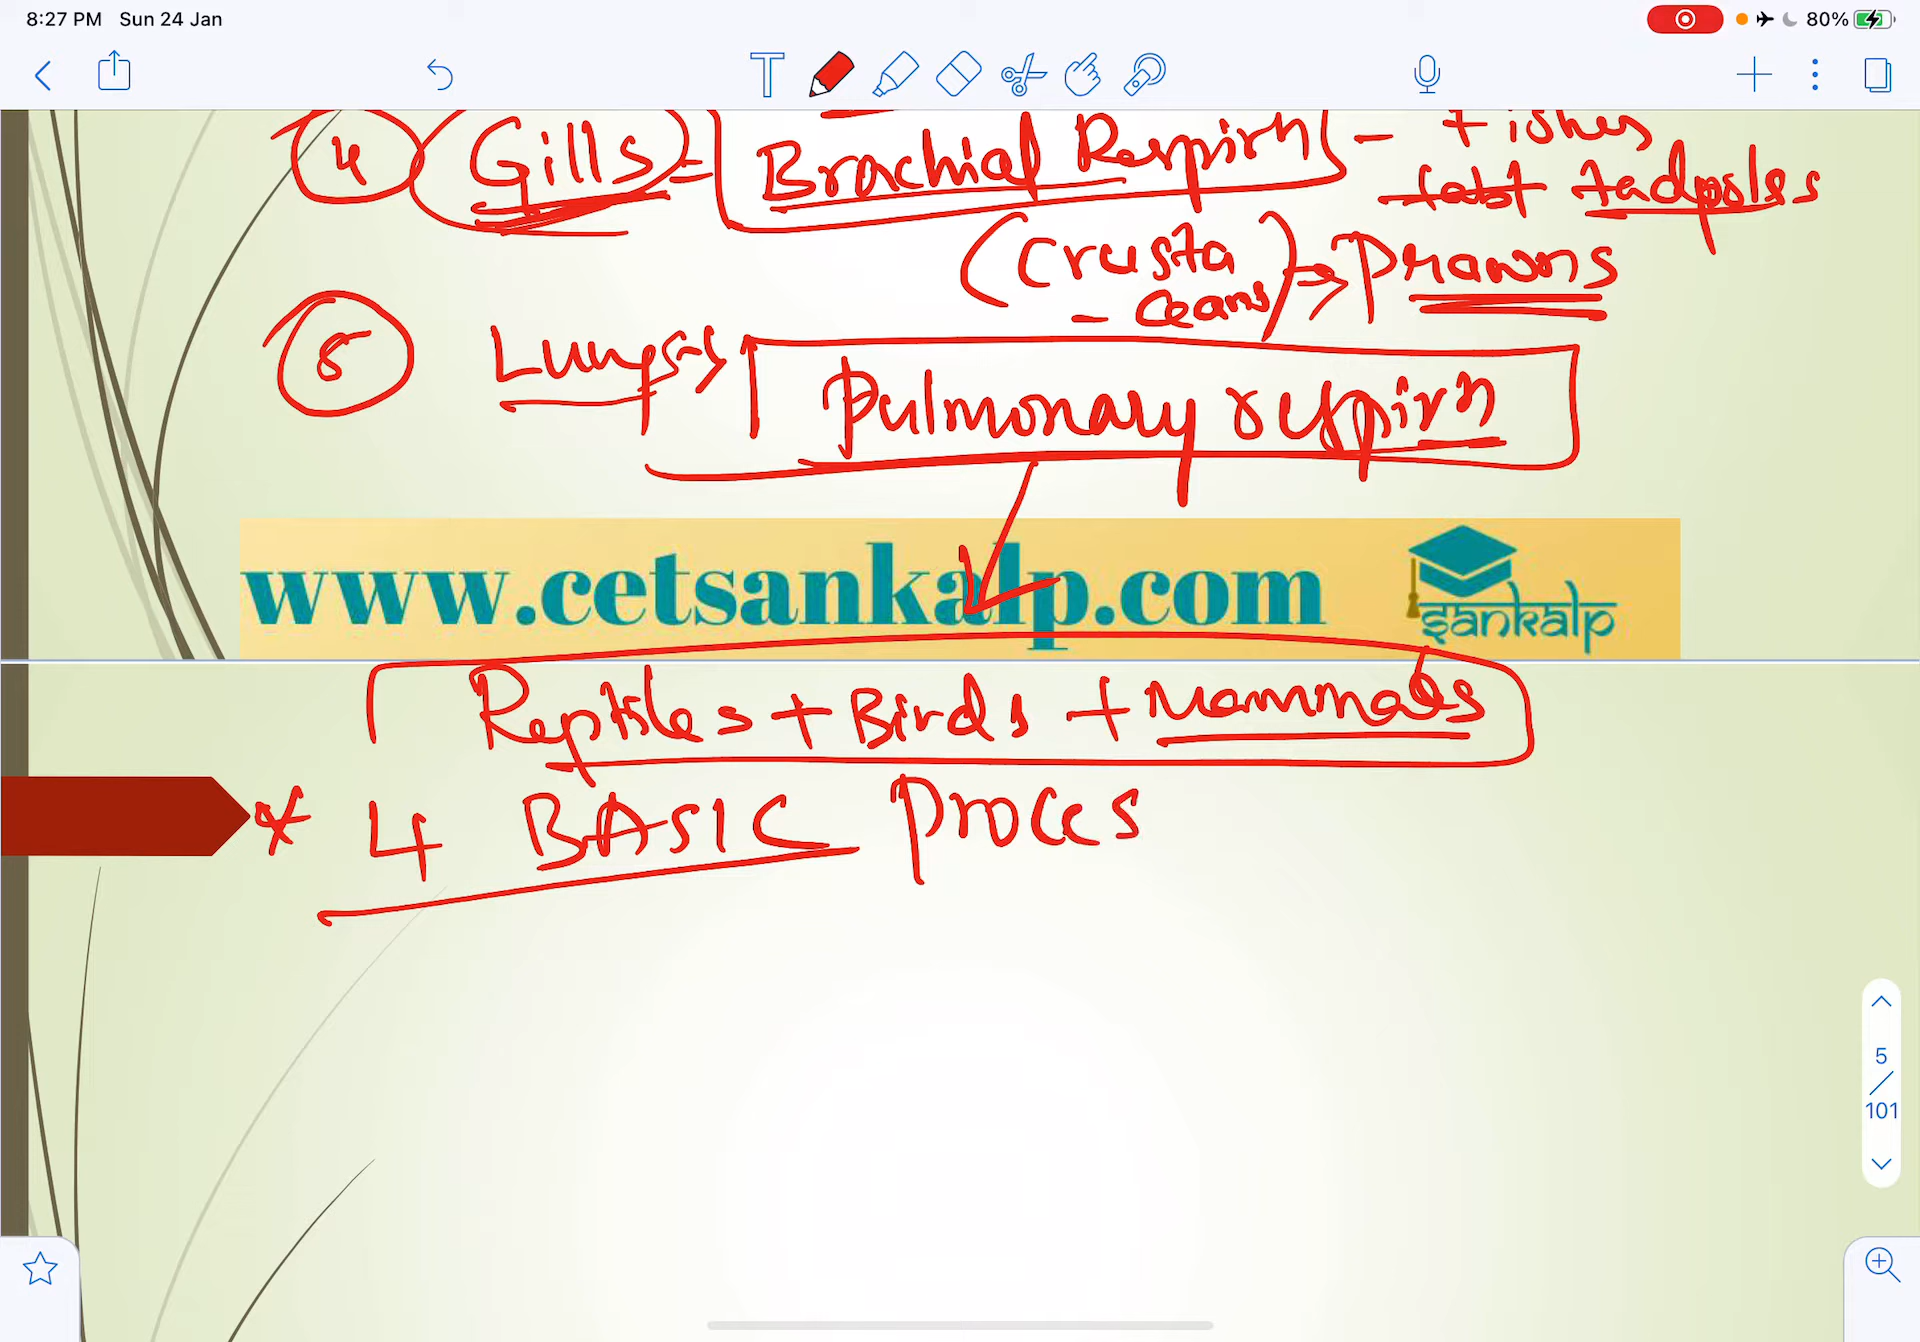 8:27 PM Sun 24 Jan
80%
T
4 Gills = Brachial Respirn - Fishes
tadpoles
(Crusta
- Ceans) → Prawns
5 Lungs → Pulmonary respirn
www.cetsankalp.com
Sankalp
Reptiles + Birds + Mammals
* 4 BASIC Proces
5
/
101